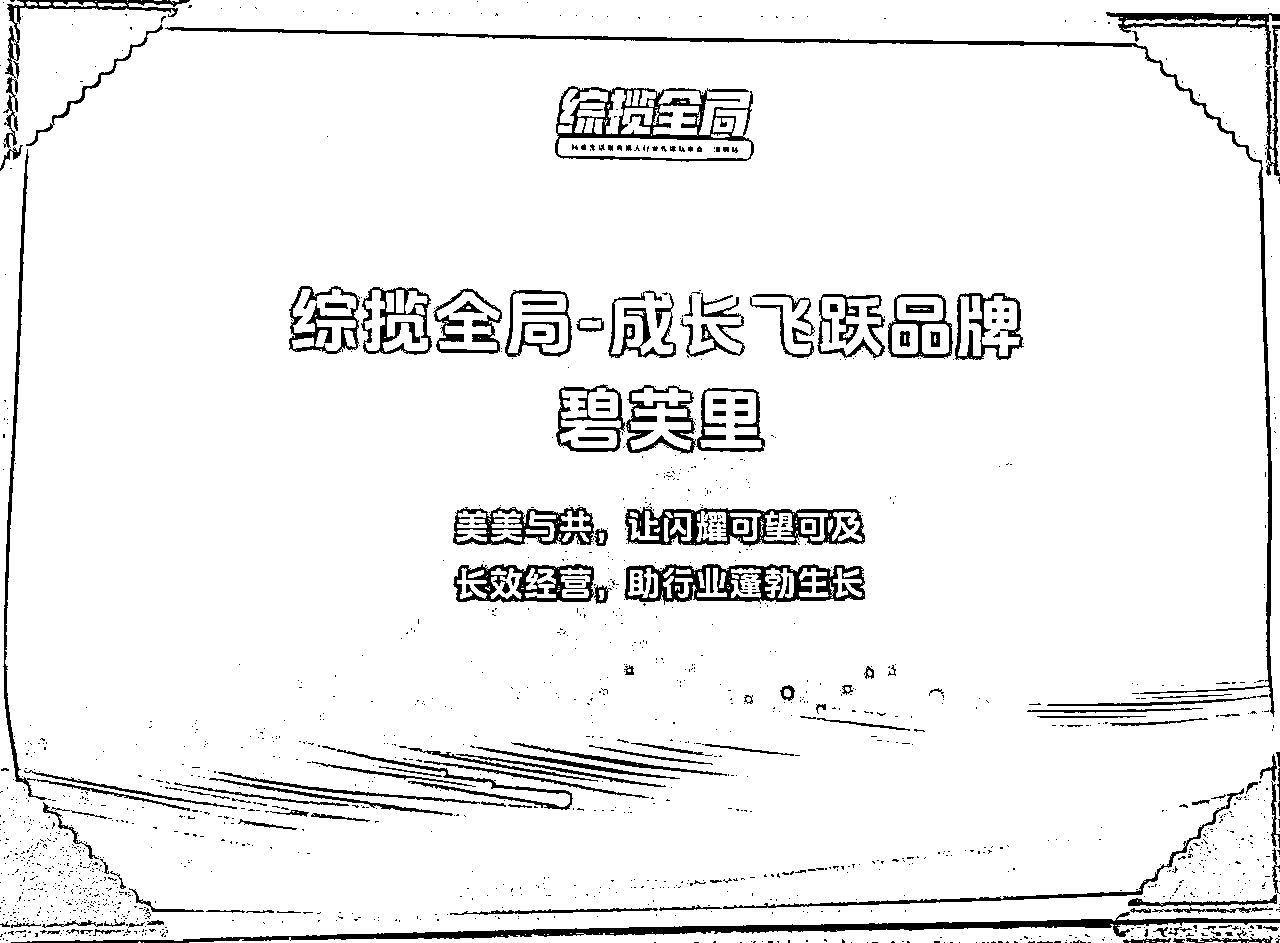 综揽全局
综揽全局-成长飞跃品牌
碧芙里
美美与共，让闪耀可望可及
长效经营，助行业蓬勃生长